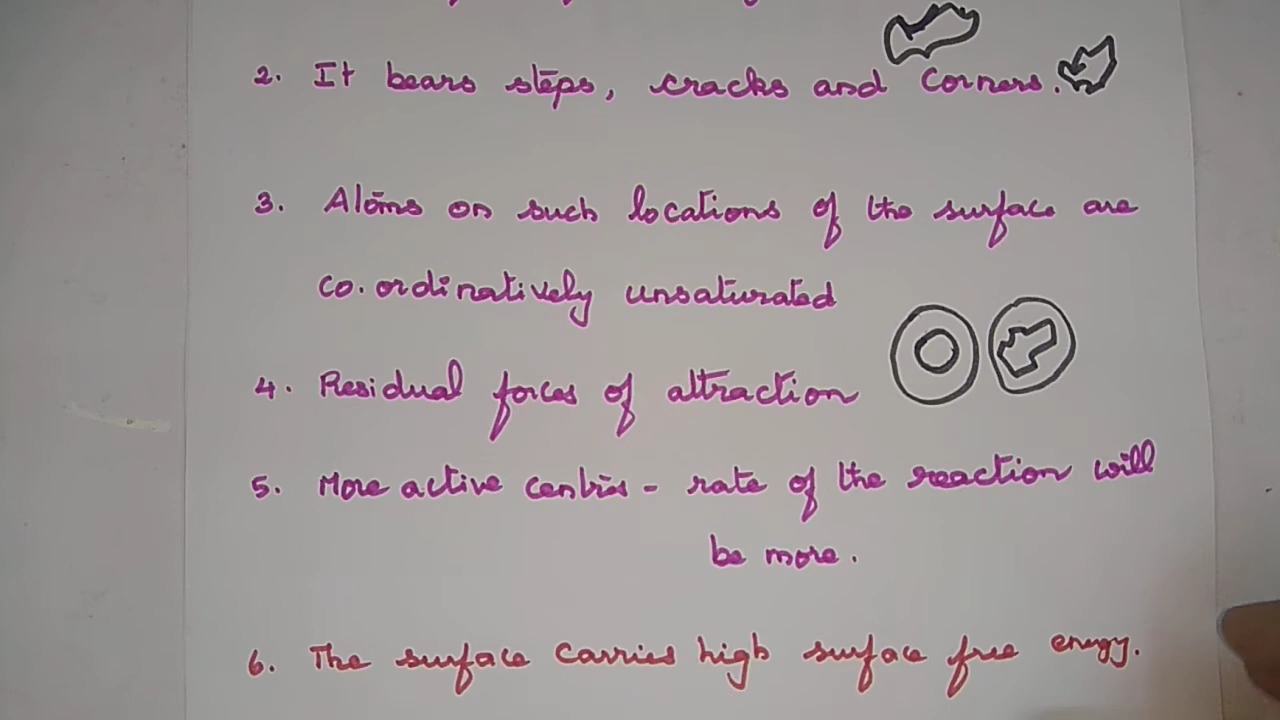 2. It bears steps, cracks and corners.
3. Atoms on such locations of the surface are
co.ordinatively unsaturated
4. Residual forces of attraction
5. More active centres - rate of the reaction will
be more.
6. The surface carries high surface free energy.